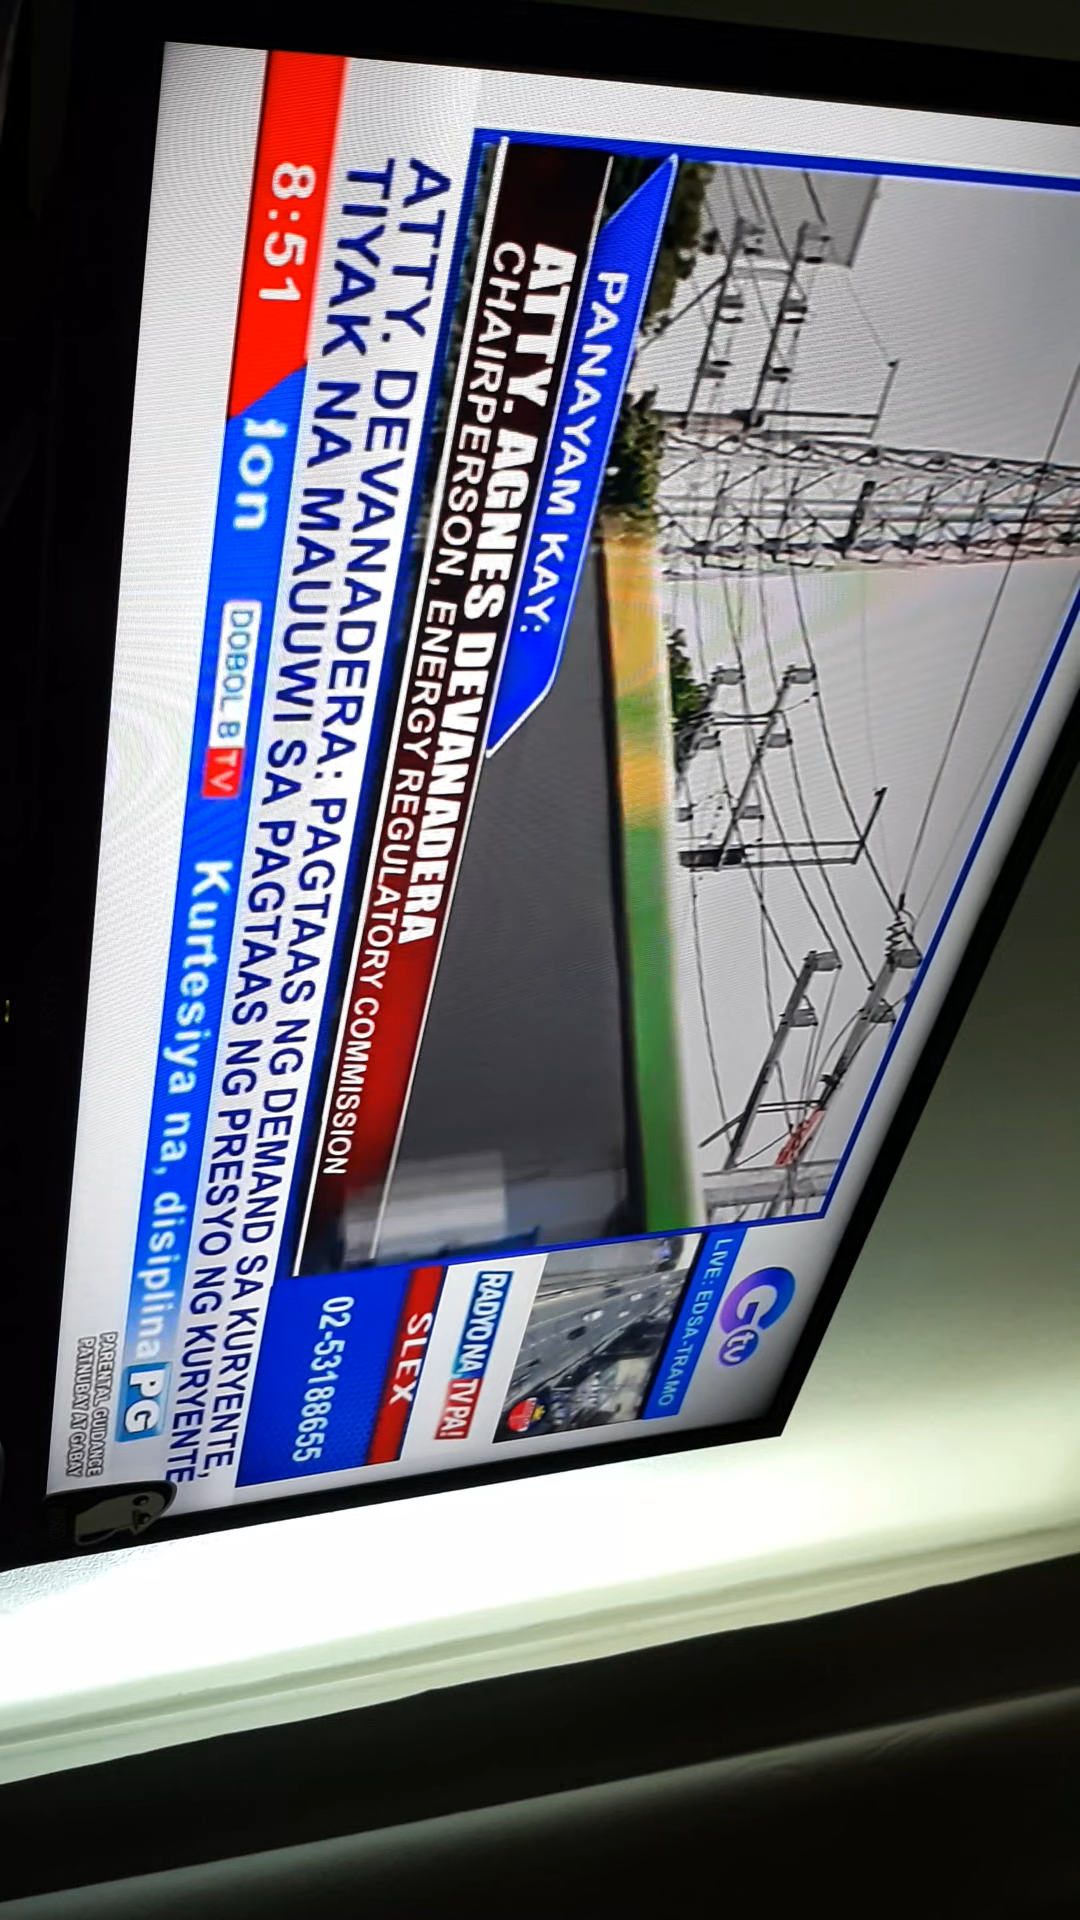 Gtv
LIVE: EDSA-TRAMO
RADYO NA, TV PA!
SLEX
02-53188655
PANAYAM KAY:
ATTY. AGNES DEVANADERA
CHAIRPERSON, ENERGY REGULATORY COMMISSION
ATTY. DEVANADERA: PAGTAAS NG DEMAND SA KURYENTE,
TIYAK NA MAUUWI SA PAGTAAS NG PRESYO NG KURYENTE
8:51
ion DOBOL B TV Kurtesiya na, disiplina
PG
PARENTAL GUIDANCE
PATNUBAY AT GABAY